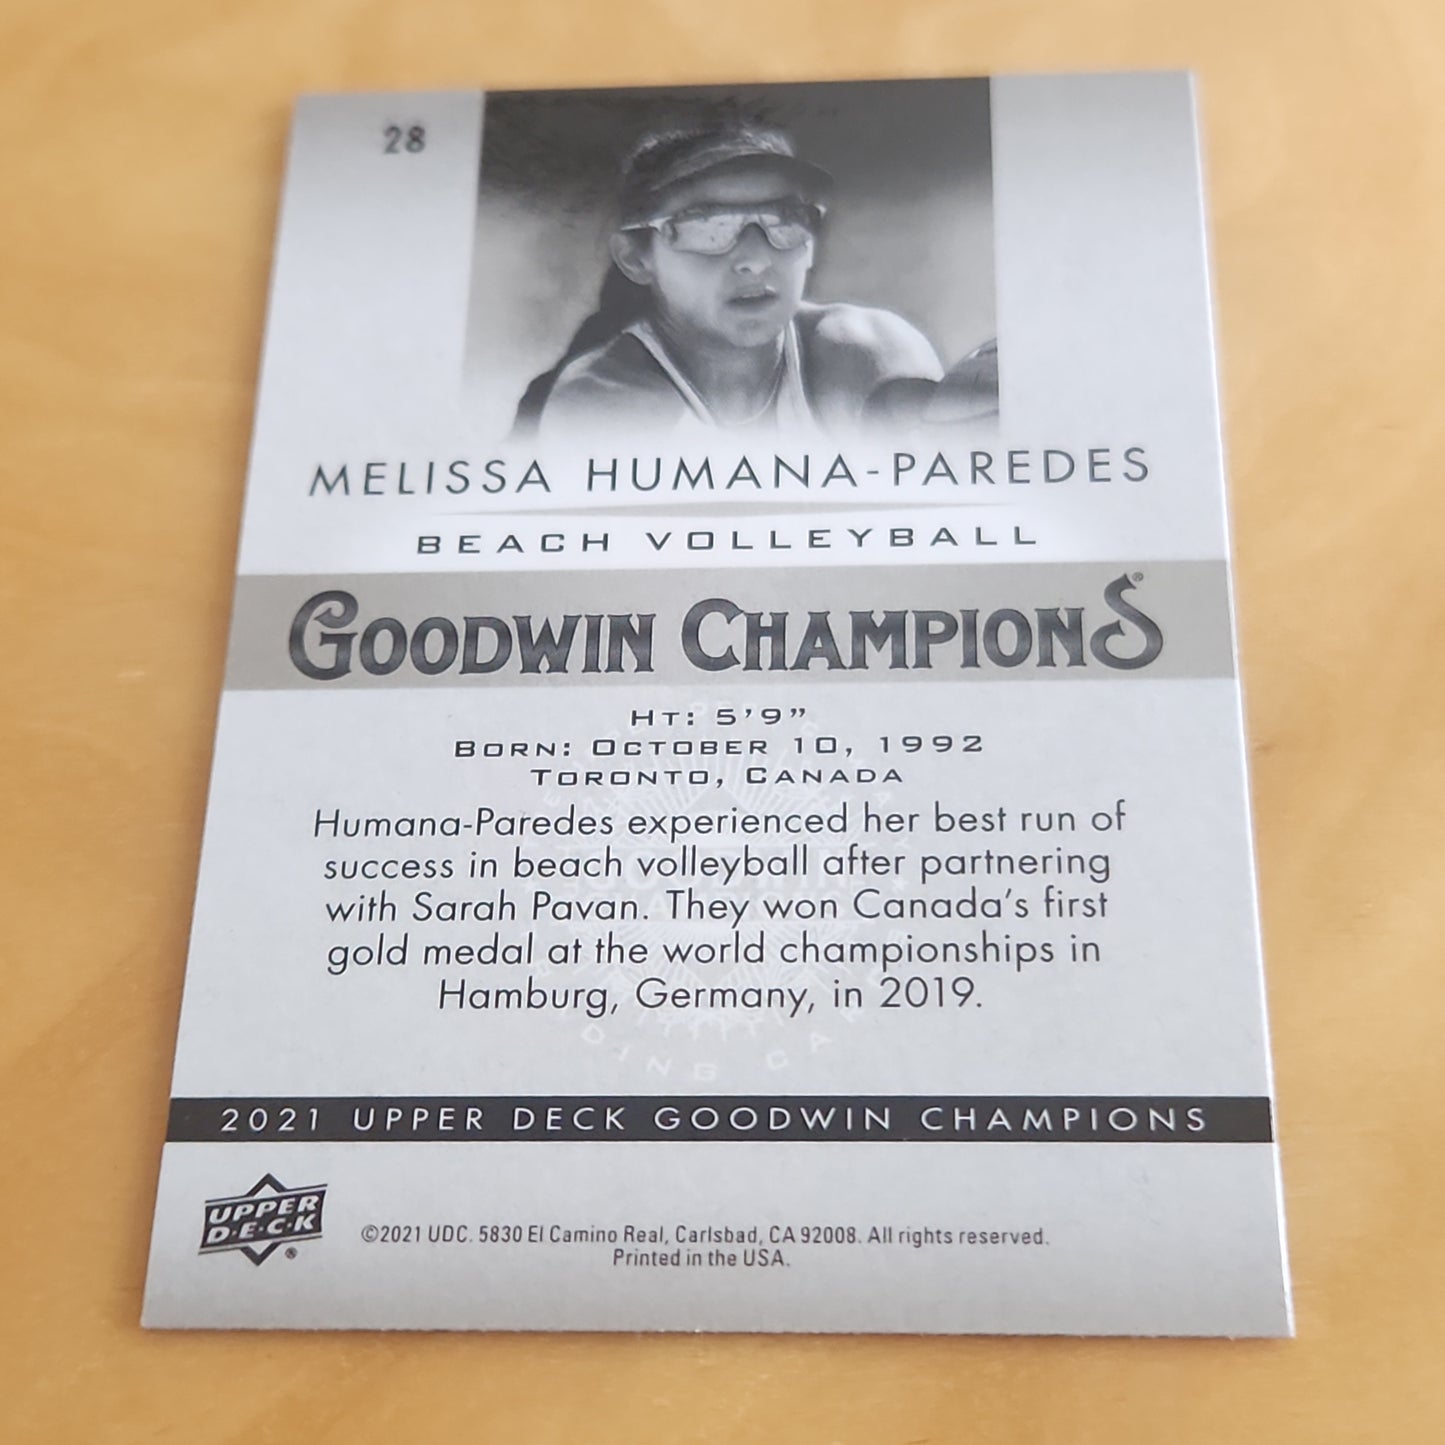 28
MELISSA HUMANA-PAREDES
BEACH VOLLEYBALL
GOODWIN CHAMPIONS®
HT: 5'9"
BORN: OCTOBER 10, 1992
TORONTO, CANADA
Humana-Paredes experienced her best run of
success in beach volleyball after partnering
with Sarah Pavan. They won Canada's first
gold medal at the world championships in
Hamburg, Germany, in 2019.
2021 UPPER DECK GOODWIN CHAMPIONS
UPPER
D•E•C•K
®
©2021 UDC. 5830 El Camino Real, Carlsbad, CA 92008. All rights reserved.
Printed in the USA.